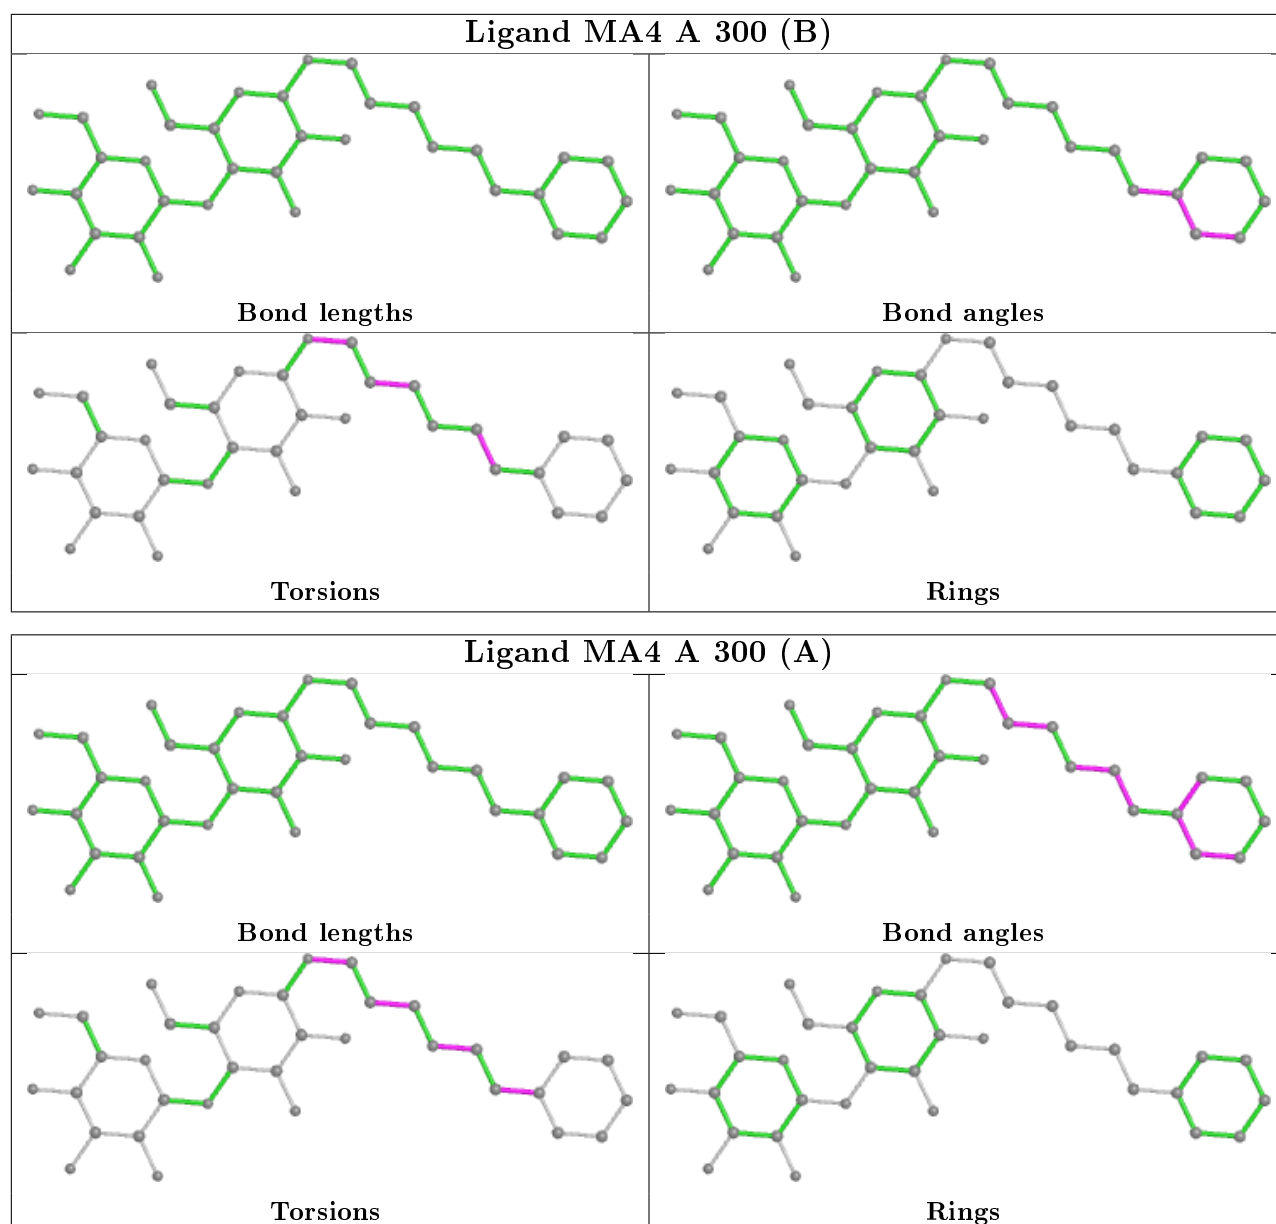 Ligand MA4 A 300 (B)
Bond lengths
Bond angles
Torsions
Rings
Ligand MA4 A 300 (A)
Bond lengths
Bond angles
Torsions
Rings